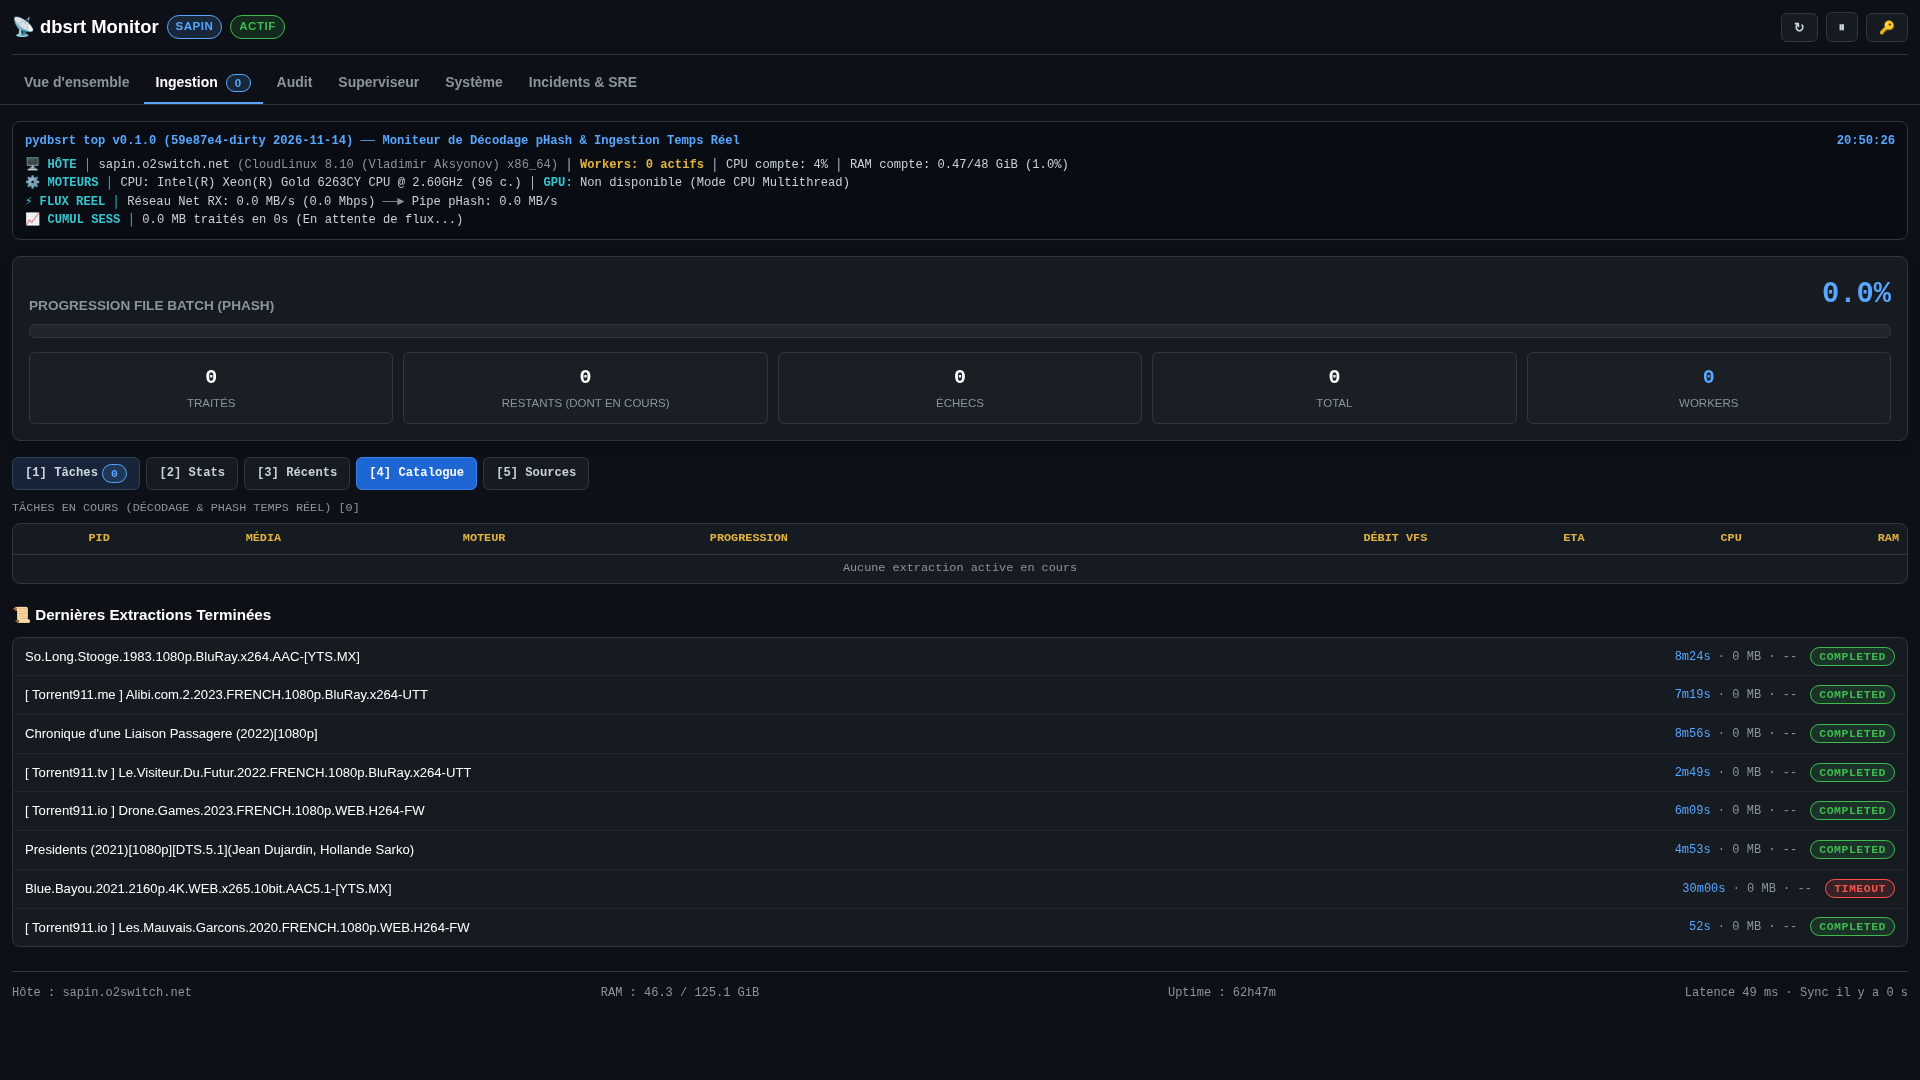 📡 dbsrt Monitor SAPIN ACTIF ↻ ⏸ 🔑
Vue d'ensemble Ingestion 0 Audit Superviseur Système Incidents & SRE
pydbsrt top v0.1.0 (59e87e4-dirty 2026-11-14) —— Moniteur de Décodage pHash & Ingestion Temps Réel 20:50:26
🖥️ HÔTE | sapin.o2switch.net (CloudLinux 8.10 (Vladimir Aksyonov) x86_64) | Workers: 0 actifs | CPU compte: 4% | RAM compte: 0.47/48 GiB (1.0%)
⚙️ MOTEURS | CPU: Intel(R) Xeon(R) Gold 6263CY CPU @ 2.60GHz (96 c.) | GPU: Non disponible (Mode CPU Multithread)
⚡ FLUX REEL | Réseau Net RX: 0.0 MB/s (0.0 Mbps) ——▶ Pipe pHash: 0.0 MB/s
📈 CUMUL SESS | 0.0 MB traités en 0s (En attente de flux...)
PROGRESSION FILE BATCH (PHASH) 0.0%
0 0 0 0 0
TRAITÉS RESTANTS (DONT EN COURS) ÉCHECS TOTAL WORKERS
[1] Tâches 0 [2] Stats [3] Récents [4] Catalogue [5] Sources
TÂCHES EN COURS (DÉCODAGE & PHASH TEMPS RÉEL) [0]
PID MÉDIA MOTEUR PROGRESSION DÉBIT VFS ETA CPU RAM
Aucune extraction active en cours
📜 Dernières Extractions Terminées
So.Long.Stooge.1983.1080p.BluRay.x264.AAC-[YTS.MX] 8m24s · 0 MB · -- COMPLETED
[ Torrent911.me ] Alibi.com.2.2023.FRENCH.1080p.BluRay.x264-UTT 7m19s · 0 MB · -- COMPLETED
Chronique d'une Liaison Passagere (2022)[1080p] 8m56s · 0 MB · -- COMPLETED
[ Torrent911.tv ] Le.Visiteur.Du.Futur.2022.FRENCH.1080p.BluRay.x264-UTT 2m49s · 0 MB · -- COMPLETED
[ Torrent911.io ] Drone.Games.2023.FRENCH.1080p.WEB.H264-FW 6m09s · 0 MB · -- COMPLETED
Presidents (2021)[1080p][DTS.5.1](Jean Dujardin, Hollande Sarko) 4m53s · 0 MB · -- COMPLETED
Blue.Bayou.2021.2160p.4K.WEB.x265.10bit.AAC5.1-[YTS.MX] 30m00s · 0 MB · -- TIMEOUT
[ Torrent911.io ] Les.Mauvais.Garcons.2020.FRENCH.1080p.WEB.H264-FW 52s · 0 MB · -- COMPLETED
Hôte : sapin.o2switch.net RAM : 46.3 / 125.1 GiB Uptime : 62h47m Latence 49 ms · Sync il y a 0 s